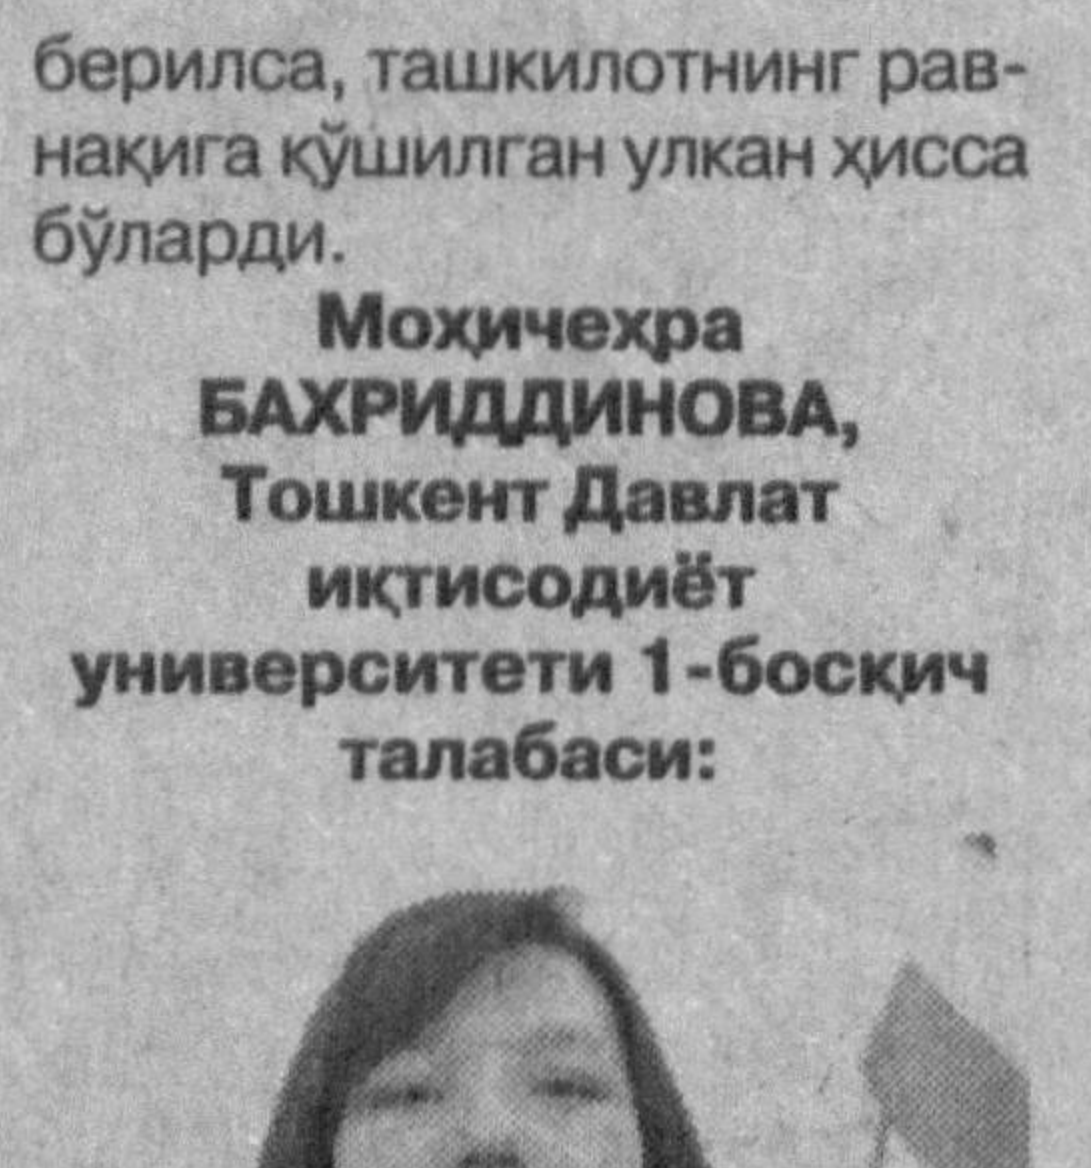 берилса, ташкилотнинг рав-
нақига қўшилган улкан ҳисса
бўларди.
Моҳичеҳра
БАХРИДДИНОВА,
Тошкент Давлат
иқтисодиёт
университети 1-босқич
талабаси: